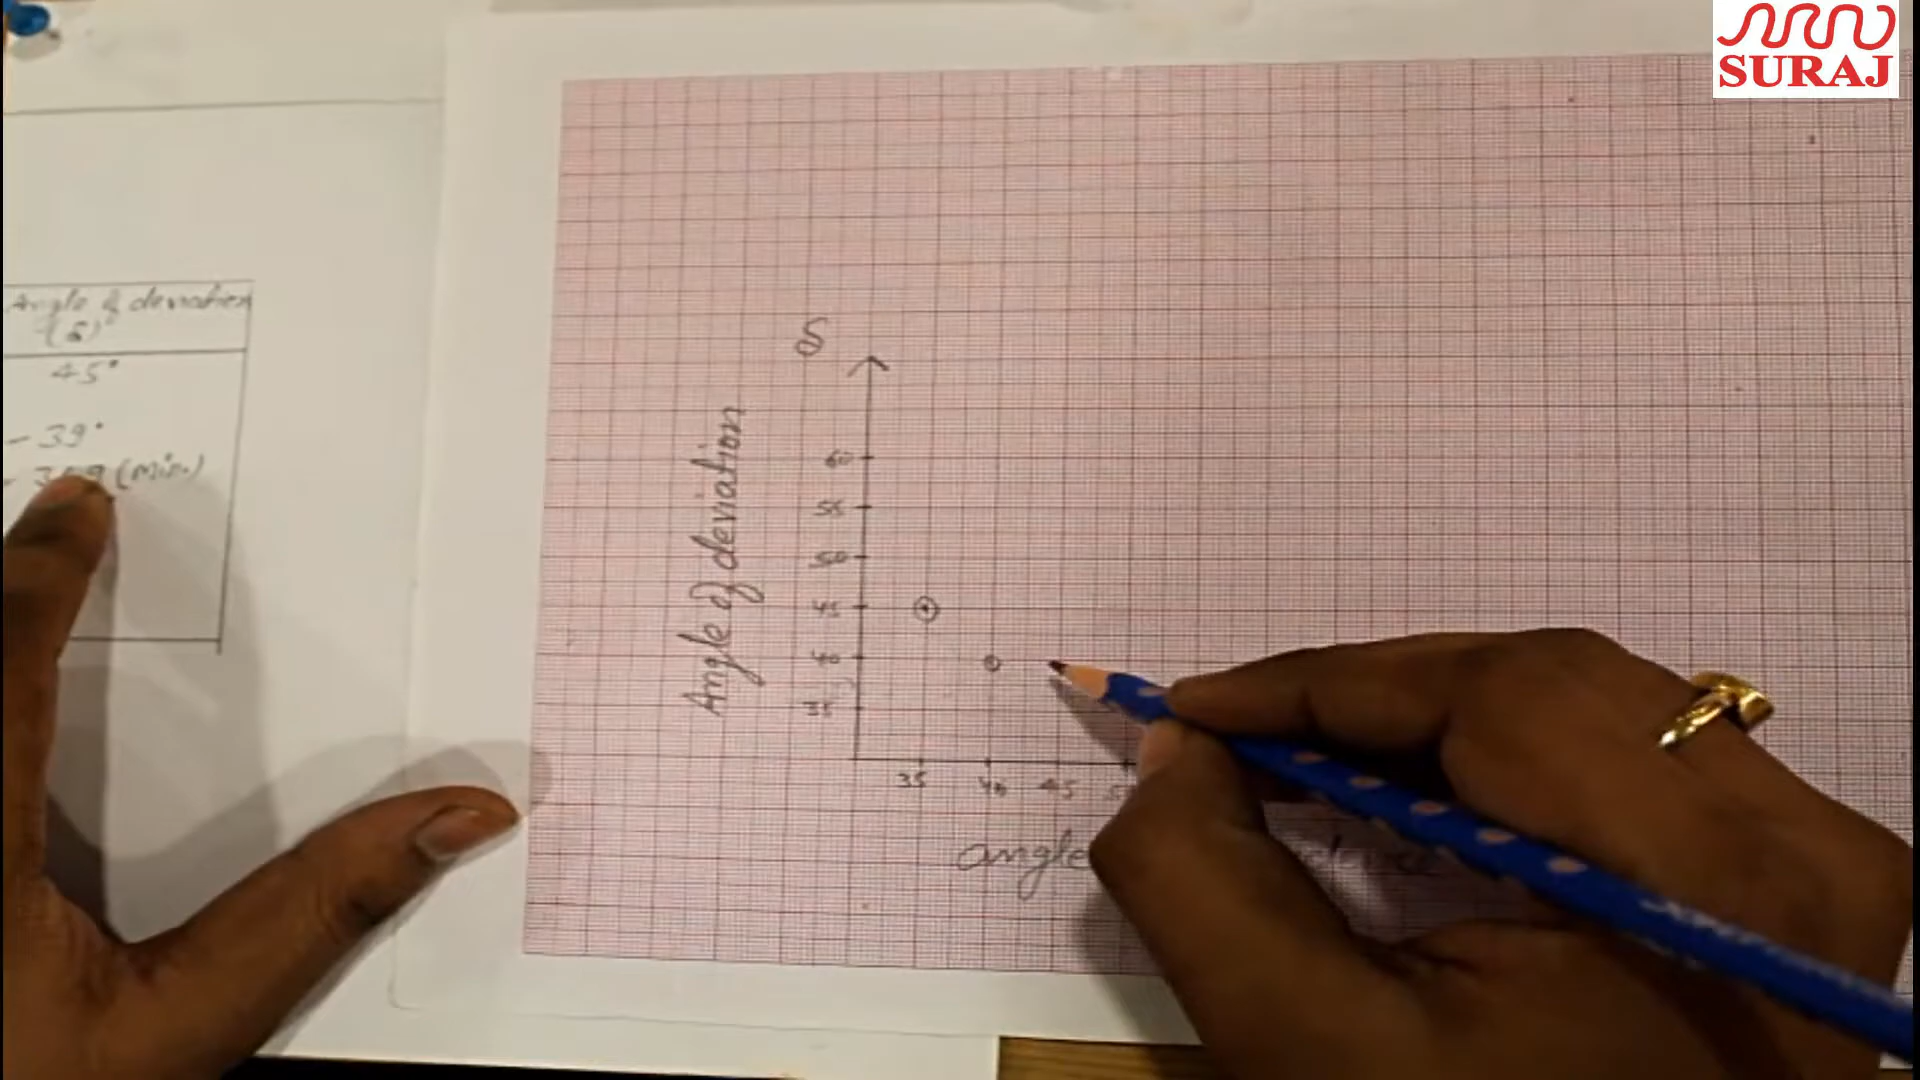 SURAJ
Angle of deviation
(δ)
45°
- 39°
(min)
δ
Angle of deviation
60
55
50
45
40
35
35 40 45
angle